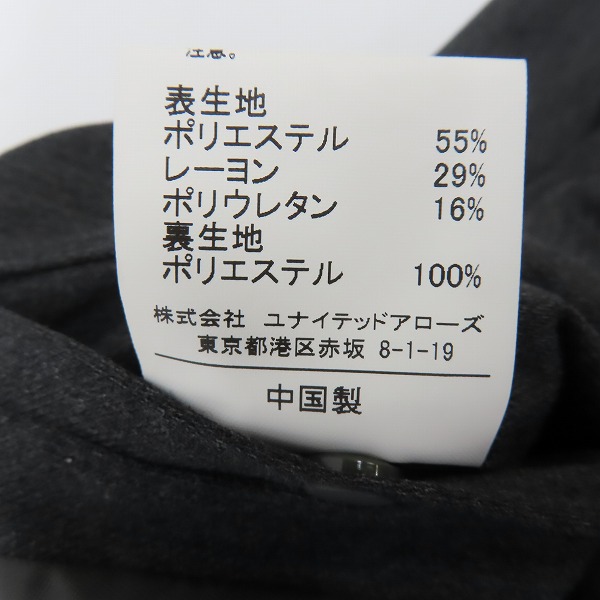 注意。
表生地
ポリエステル 55%
レーヨン 29%
ポリウレタン 16%
裏生地
ポリエステル 100%
株式会社 ユナイテッドアローズ
東京都港区赤坂 8-1-19
中国製